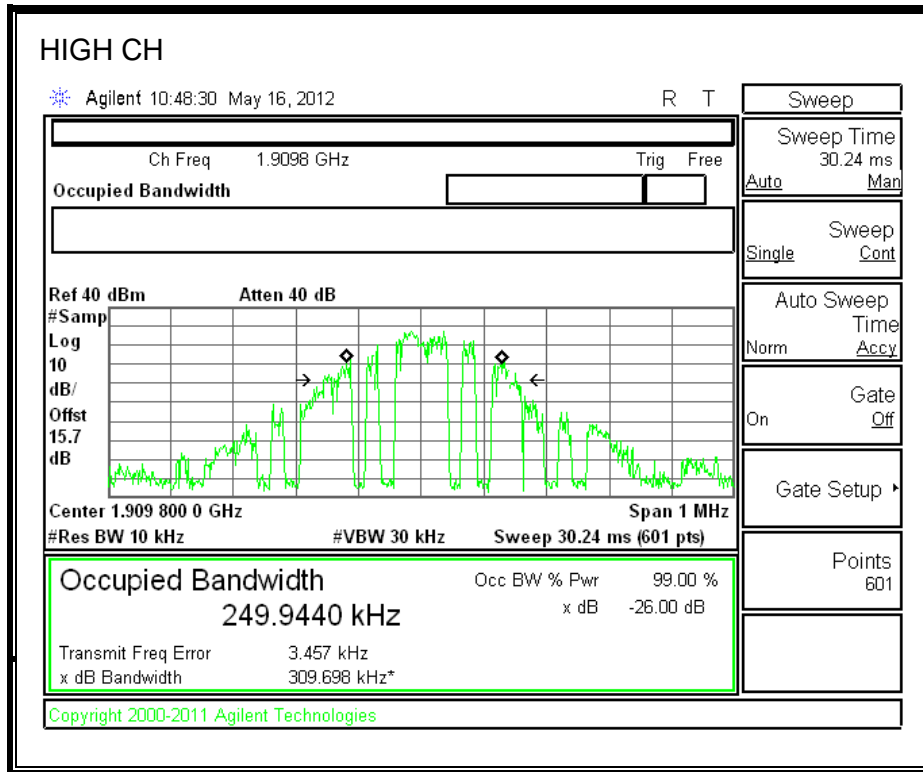 HIGH CH
Agilent 10:48:30 May 16, 2012 R T
Ch Freq 1.9098 GHz Trig Free
Occupied Bandwidth
Ref 40 dBm Atten 40 dB
#Samp
Log
10
dB/
Offst
15.7
dB
Center 1.909 800 0 GHz Span 1 MHz
#Res BW 10 kHz #VBW 30 kHz Sweep 30.24 ms (601 pts)
Occupied Bandwidth
249.9440 kHz
Occ BW % Pwr 99.00 %
x dB -26.00 dB
Transmit Freq Error 3.457 kHz
x dB Bandwidth 309.698 kHz*
Copyright 2000-2011 Agilent Technologies
Sweep
Sweep Time
30.24 ms
Auto Man
Sweep
Single Cont
Auto Sweep
Time
Norm Accy
Gate
On Off
Gate Setup
Points
601